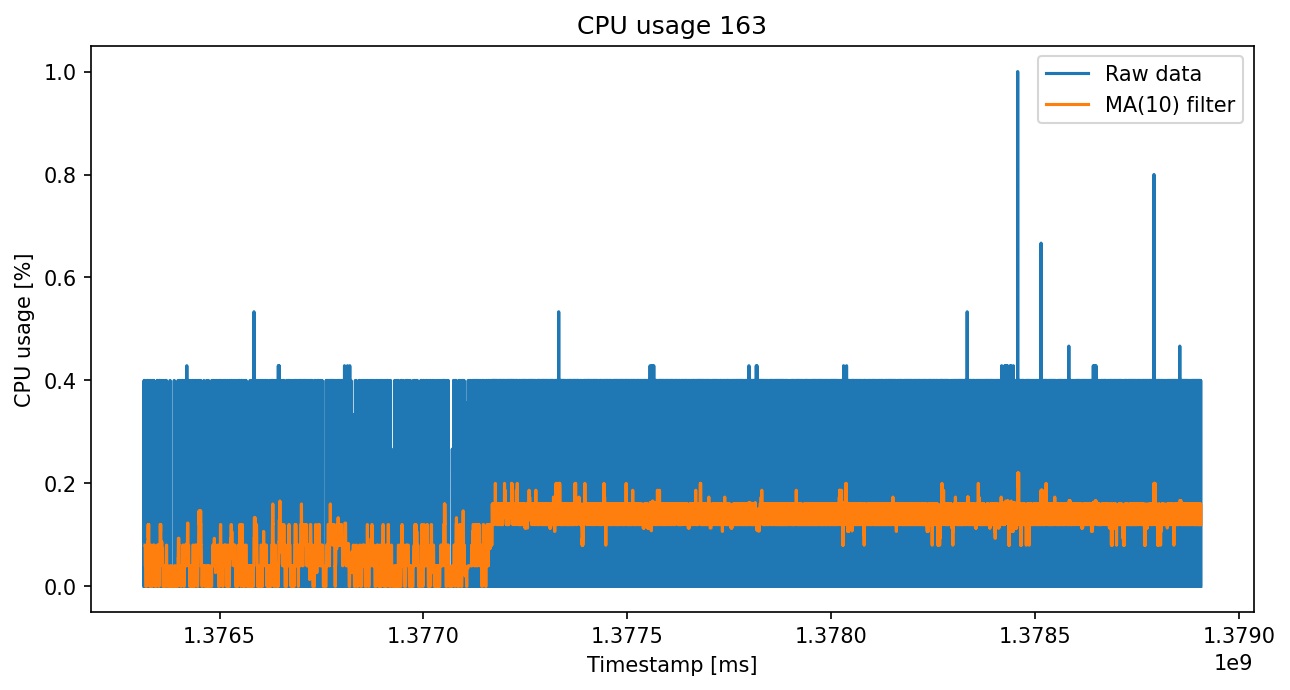 CPU usage 163
Raw data
MA(10) filter
CPU usage [%]
1.0
0.8
0.6
0.4
0.2
0.0
1.3765 1.3770 1.3775 1.3780 1.3785 1.3790
1e9
Timestamp [ms]